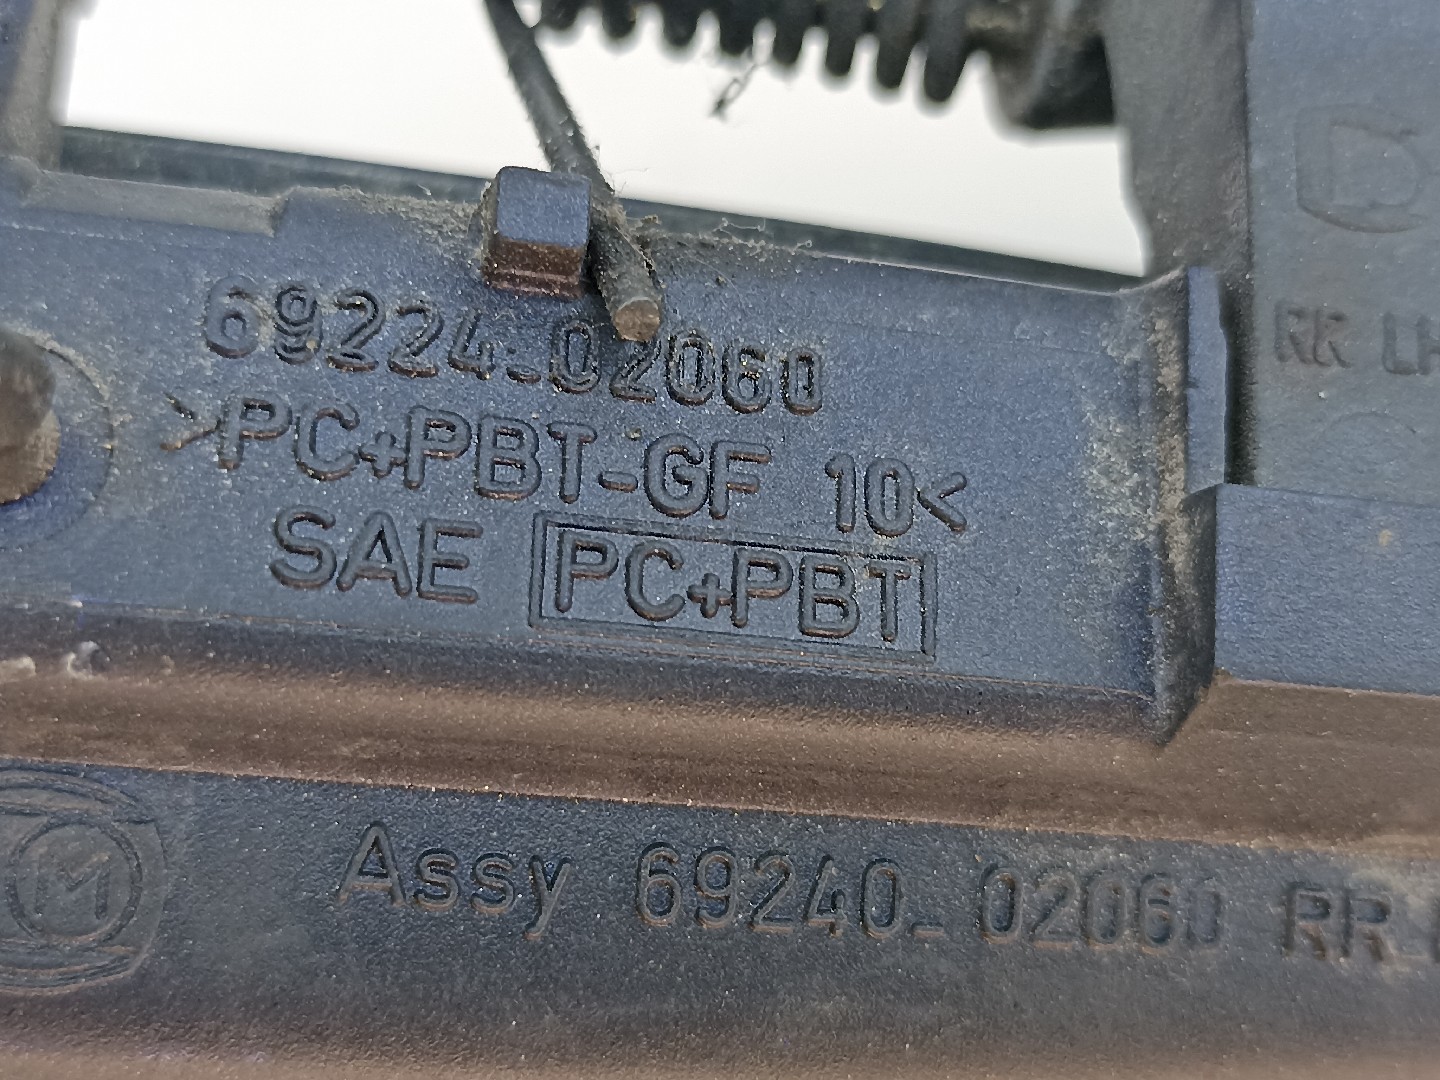 69224-02060
>PC+PBT-GF 10<
SAE PC+PBT
RR LH
M
Assy 69240-02060 RR